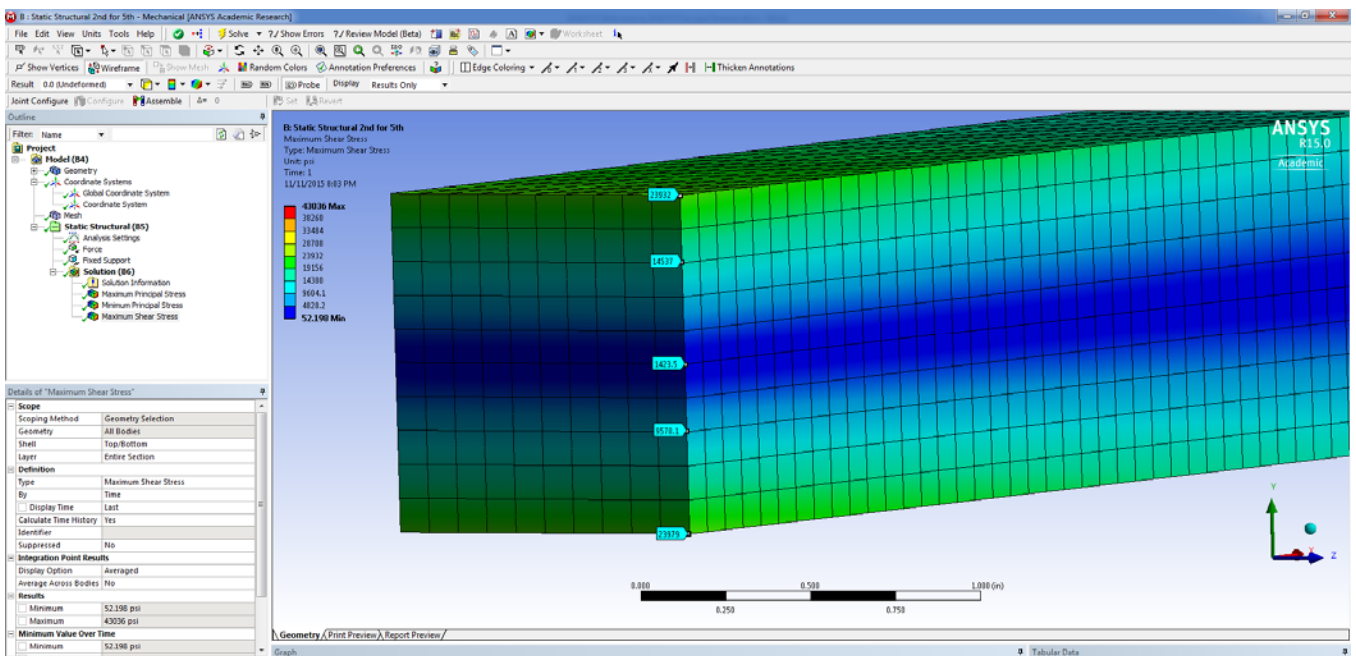 B : Static Structural 2nd for 5th - Mechanical [ANSYS Academic Research]
File Edit View Units Tools Help Solve ?/ Show Errors ?/ Review Model (Beta) A Worksheet
Show Vertices Wireframe Show Mesh Random Colors Annotation Preferences Edge Coloring Thicken Annotations
Result 0.0 (Undeformed) Probe Display Results Only
Joint Configure Configure Assemble Δ= 0 Set Revert
Outline
Filter: Name
Project
Model (B4)
Geometry
Coordinate Systems
Global Coordinate System
Coordinate System
Mesh
Static Structural (B5)
Analysis Settings
Force
Fixed Support
Solution (B6)
Solution Information
Maximum Principal Stress
Minimum Principal Stress
Maximum Shear Stress
Details of "Maximum Shear Stress"
Scope
Scoping Method Geometry Selection
Geometry All Bodies
Shell Top/Bottom
Layer Entire Section
Definition
Type Maximum Shear Stress
By Time
Display Time Last
Calculate Time History Yes
Identifier
Suppressed No
Integration Point Results
Display Option Averaged
Average Across Bodies No
Results
Minimum 52.198 psi
Maximum 43036 psi
Minimum Value Over Time
Minimum 52.198 psi
B: Static Structural 2nd for 5th
Maximum Shear Stress
Type: Maximum Shear Stress
Unit: psi
Time: 1
11/11/2015 8:03 PM
43036 Max
38260
33484
28708
23932
19156
14380
9604.1
4828.2
52.198 Min
23932
14537
1423.5
9578.1
23979
ANSYS
R15.0
Academic
Y
X
Z
0.000 0.500 1.000 (in)
0.250 0.750
Geometry Print Preview Report Preview
Graph Tabular Data